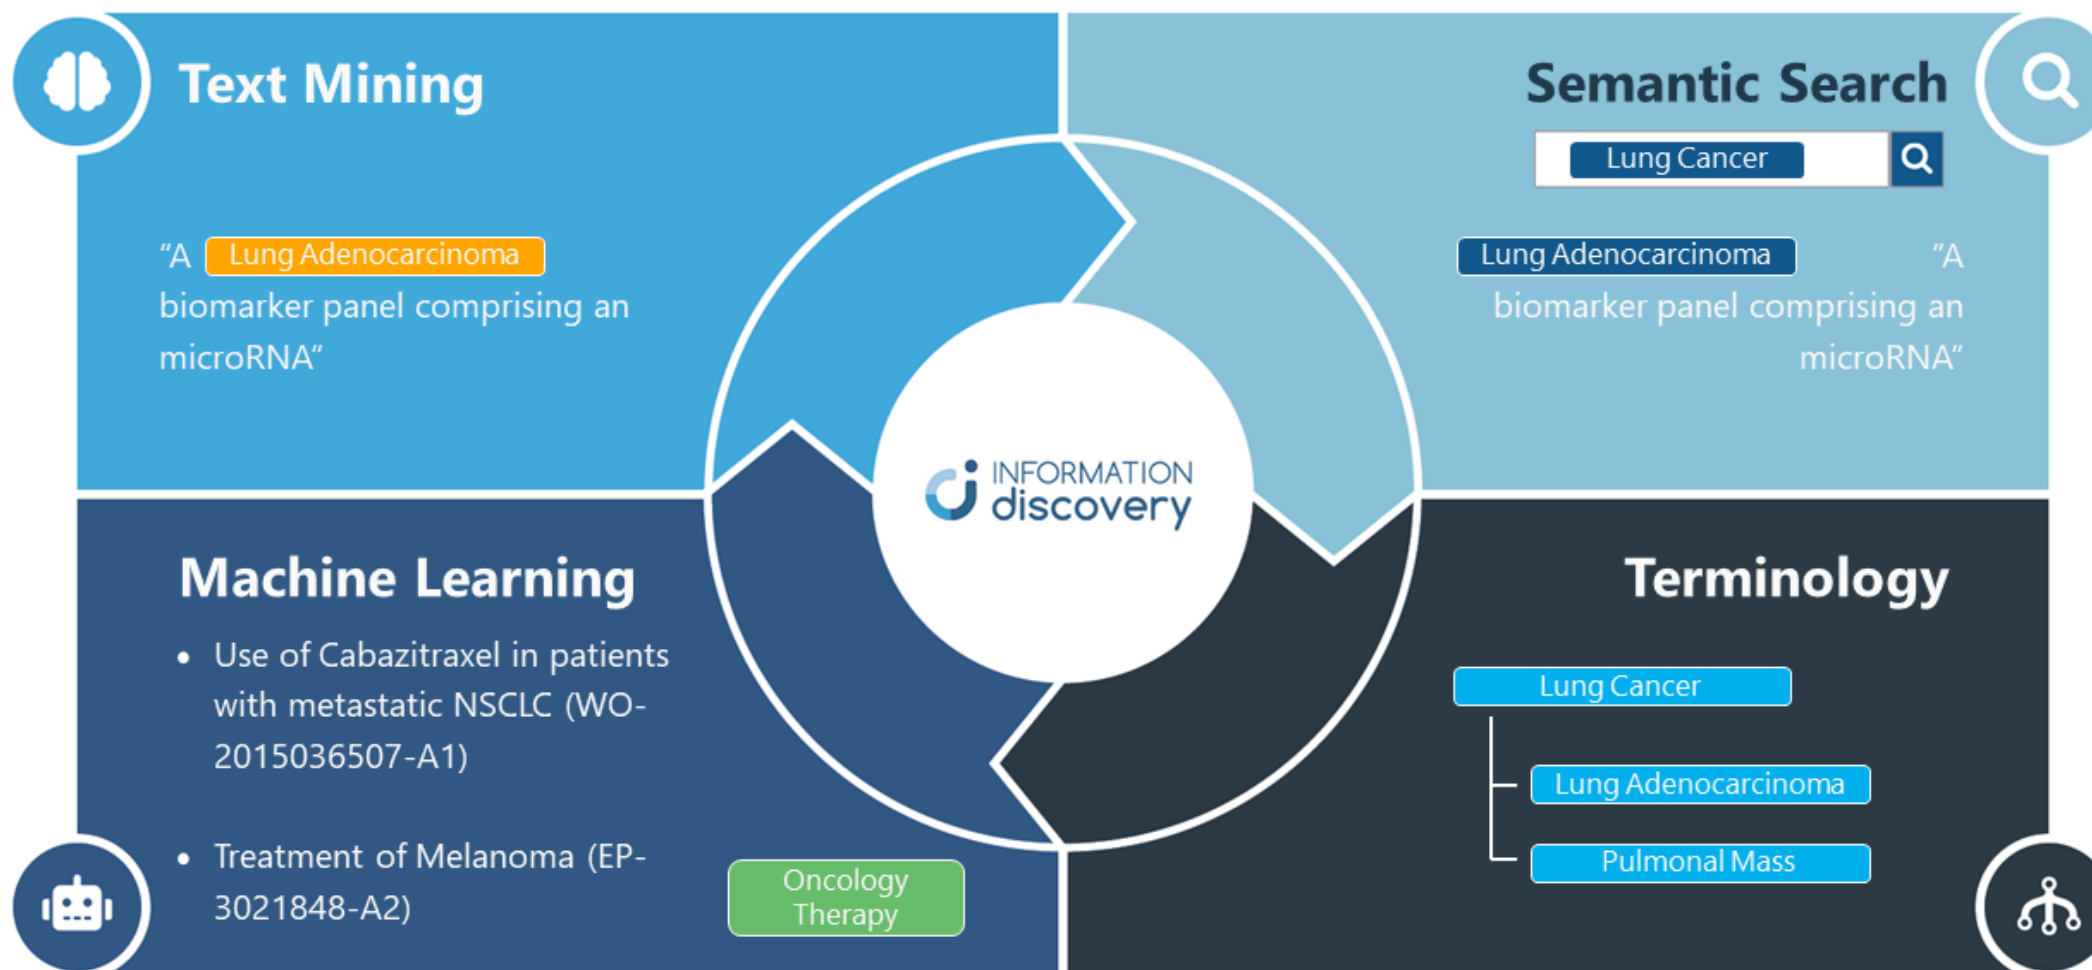 Text Mining
“A Lung Adenocarcinoma
biomarker panel comprising an
microRNA”
Semantic Search
Lung Cancer
Lung Adenocarcinoma “A
biomarker panel comprising an
microRNA”
INFORMATION
discovery
Machine Learning
• Use of Cabazitraxel in patients
with metastatic NSCLC (WO-
2015036507-A1)
• Treatment of Melanoma (EP-
3021848-A2)
Oncology
Therapy
Terminology
Lung Cancer
Lung Adenocarcinoma
Pulmonal Mass